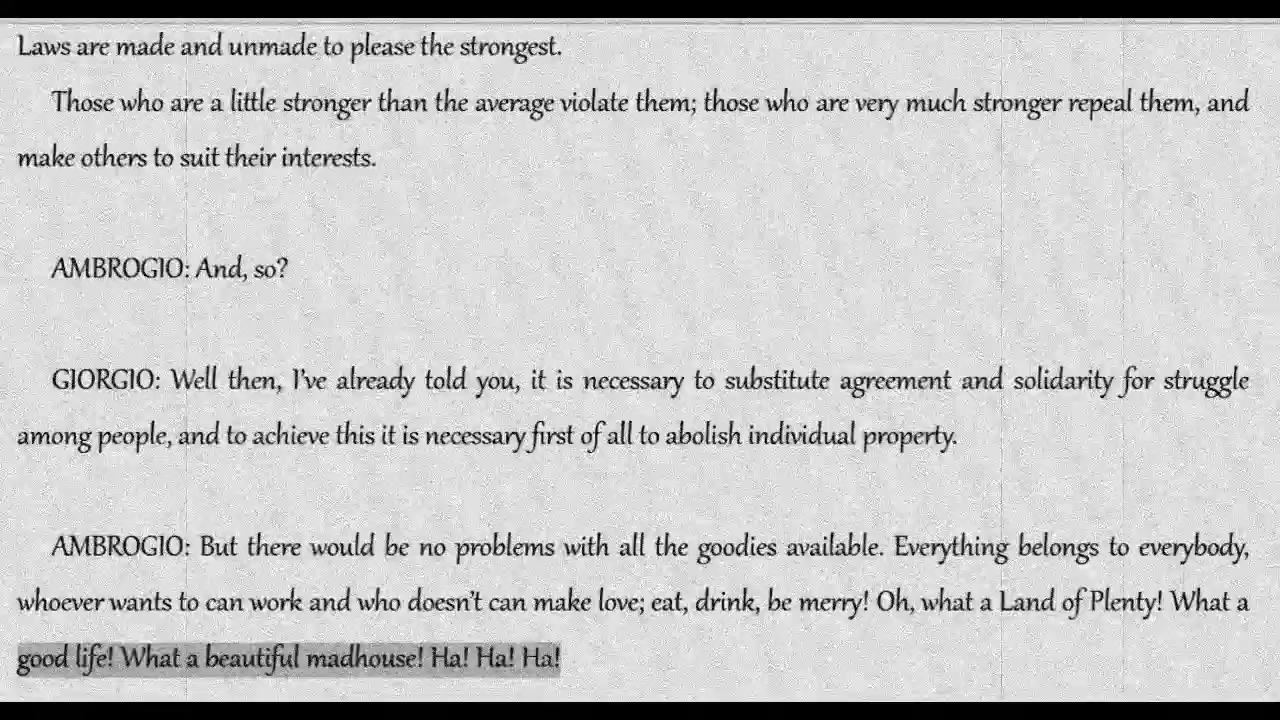 Laws are made and unmade to please the strongest.
Those who are a little stronger than the average violate them; those who are very much stronger repeal them, and
make others to suit their interests.
AMBROGIO: And, so?
GIORGIO: Well then, I've already told you, it is necessary to substitute agreement and solidarity for struggle
among people, and to achieve this it is necessary first of all to abolish individual property.
AMBROGIO: But there would be no problems with all the goodies available. Everything belongs to everybody,
whoever wants to can work and who doesn't can make love; eat, drink, be merry! Oh, what a Land of Plenty! What a
good life! What a beautiful madhouse! Ha! Ha! Ha!